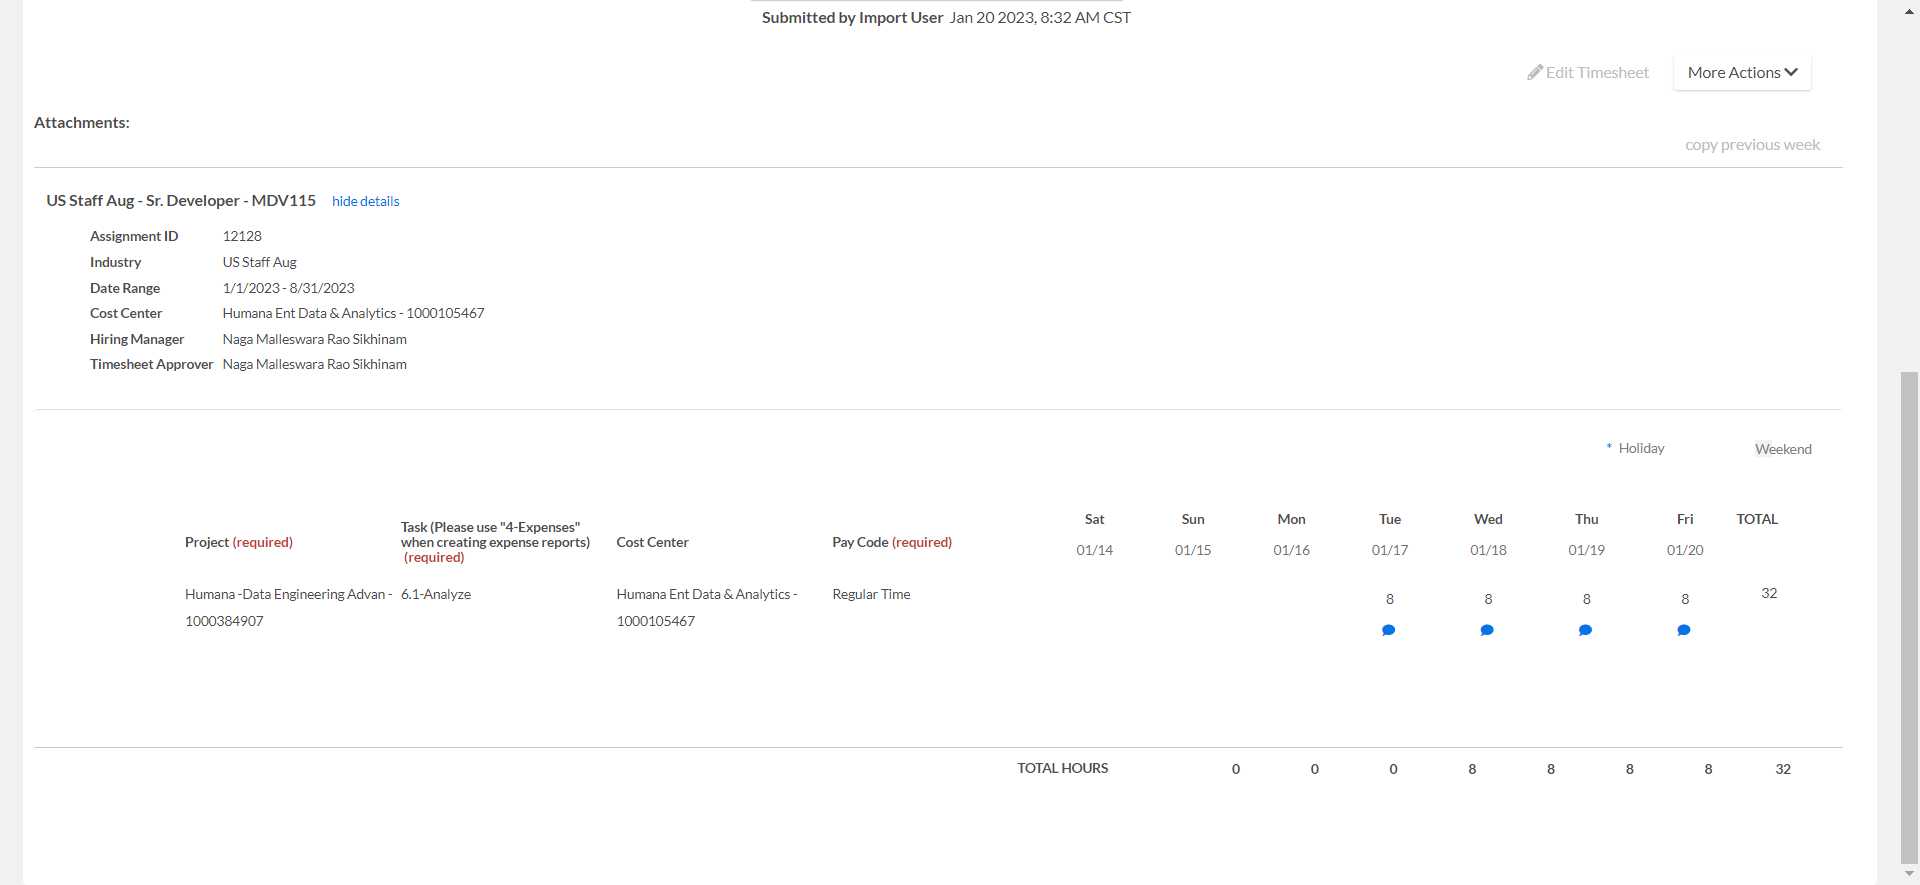 Submitted by Import User Jan 20 2023, 8:32 AM CST
Edit Timesheet More Actions
Attachments:
copy previous week
US Staff Aug - Sr. Developer - MDV115 hide details
Assignment ID 12128
Industry US Staff Aug
Date Range 1/1/2023 - 8/31/2023
Cost Center Humana Ent Data & Analytics - 1000105467
Hiring Manager Naga Malleswara Rao Sikhinam
Timesheet Approver Naga Malleswara Rao Sikhinam
* Holiday Weekend
Project (required)
Task (Please use "4-Expenses"
when creating expense reports)
(required)
Cost Center
Pay Code (required)
Sat Sun Mon Tue Wed Thu Fri TOTAL
01/14 01/15 01/16 01/17 01/18 01/19 01/20
Humana -Data Engineering Advan -
1000384907
6.1-Analyze
Humana Ent Data & Analytics -
1000105467
Regular Time
8 8 8 8 32
TOTAL HOURS 0 0 0 8 8 8 8 32